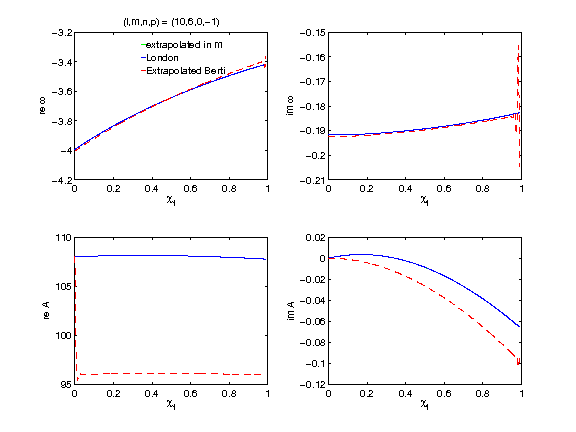 (l,m,n,p) = (10,6,0,−1)
−3.2
−3.4
−3.6
−3.8
−4
−4.2
re ω
0 0.2 0.4 0.6 0.8 1
χf
extrapolated in m
London
Extrapolated Berti
−0.15
−0.16
−0.17
−0.18
−0.19
−0.2
−0.21
im ω
0 0.2 0.4 0.6 0.8 1
χf
110
105
100
95
re A
0 0.2 0.4 0.6 0.8 1
χf
0.02
0
−0.02
−0.04
−0.06
−0.08
−0.1
−0.12
im A
0 0.2 0.4 0.6 0.8 1
χf